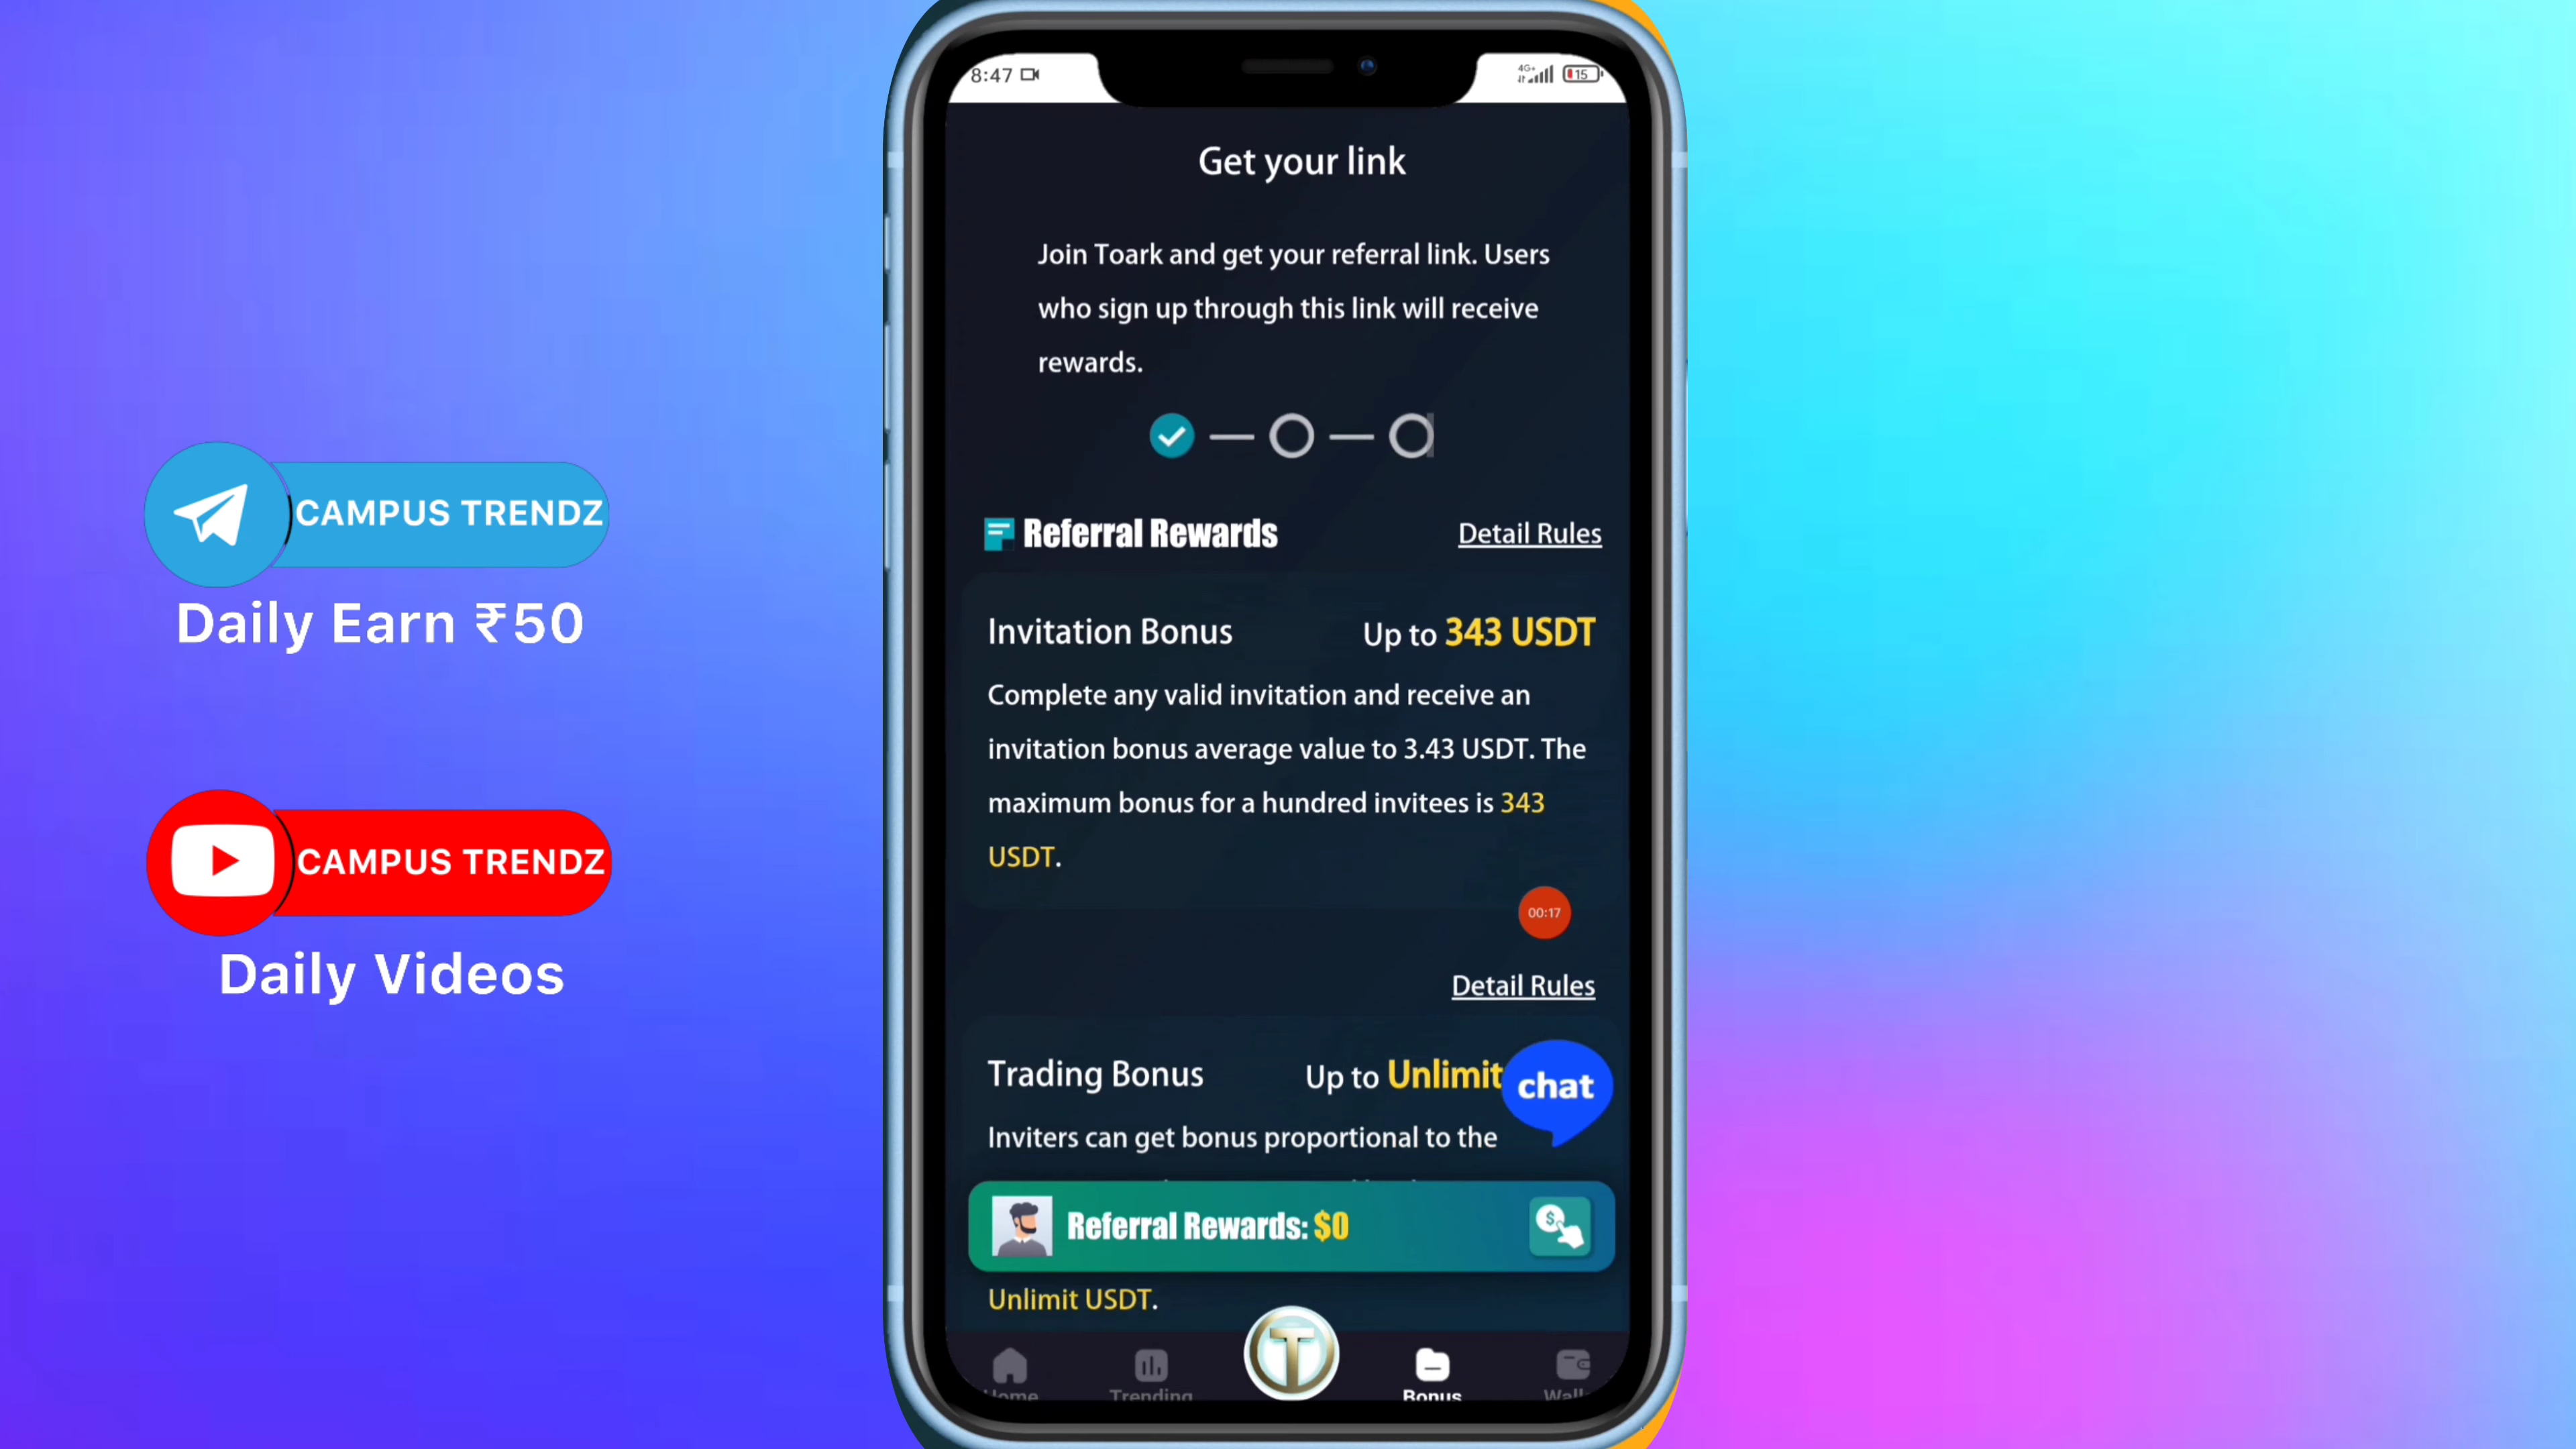 8:47
4G+
15
Get your link
Join Toark and get your referral link. Users
who sign up through this link will receive
rewards.
Referral Rewards
Detail Rules
Invitation Bonus
Up to 343 USDT
Complete any valid invitation and receive an
invitation bonus average value to 3.43 USDT. The
maximum bonus for a hundred invitees is 343
USDT.
00:17
Detail Rules
Trading Bonus
Up to Unlimit
chat
Inviters can get bonus proportional to the
Referral Rewards: $0
Unlimit USDT.
Home
Trending
T
Bonus
CAMPUS TRENDZ
Daily Earn ₹50
CAMPUS TRENDZ
Daily Videos